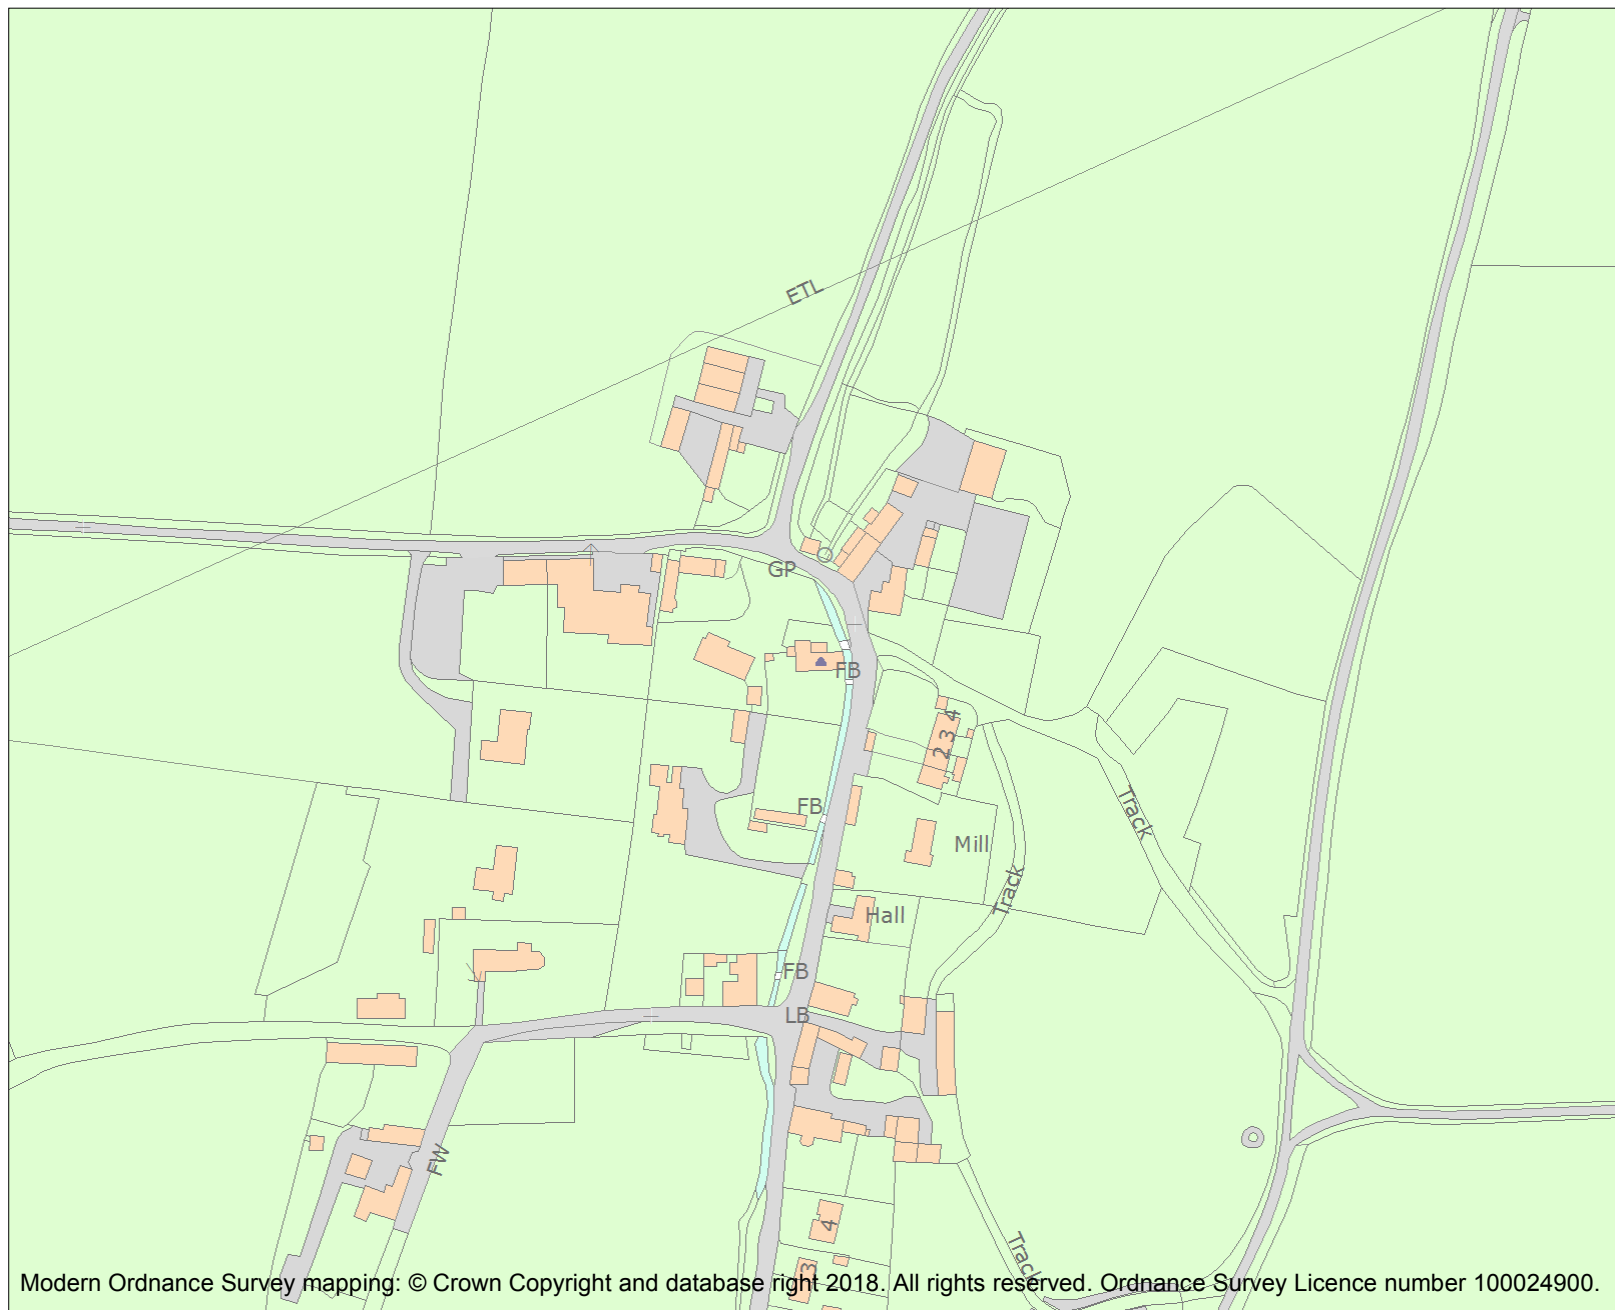 ETL
GP
FB
2 3 4
FB
Track
Mill
Track
Hall
FB
LB
FW
4
Track
3
Modern Ordnance Survey mapping: © Crown Copyright and database right 2018. All rights reserved. Ordnance Survey Licence number 100024900.